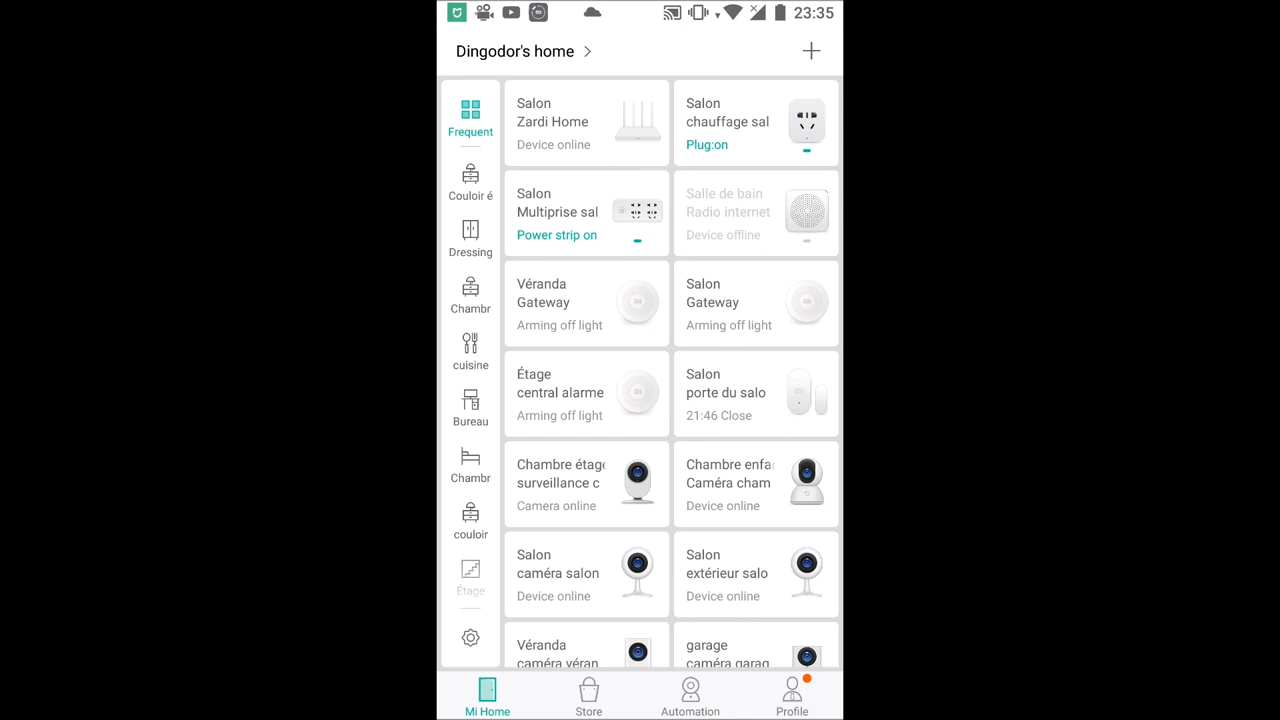 23:35
Dingodor's home
Frequent
Couloir é
Dressing
Chambr
cuisine
Bureau
Chambr
couloir
Étage
Salon
Zardi Home
Device online
Salon
chauffage sal
Plug:on
Salon
Multiprise sal
Power strip on
Salle de bain
Radio internet
Device offline
Véranda
Gateway
Arming off light
Salon
Gateway
Arming off light
Étage
central alarme
Arming off light
Salon
porte du salo
21:46 Close
Chambre étage
surveillance c
Camera online
Chambre enfa
Caméra cham
Device online
Salon
caméra salon
Device online
Salon
extérieur salo
Device online
Véranda
caméra véran
garage
caméra garag
Mi Home
Store
Automation
Profile